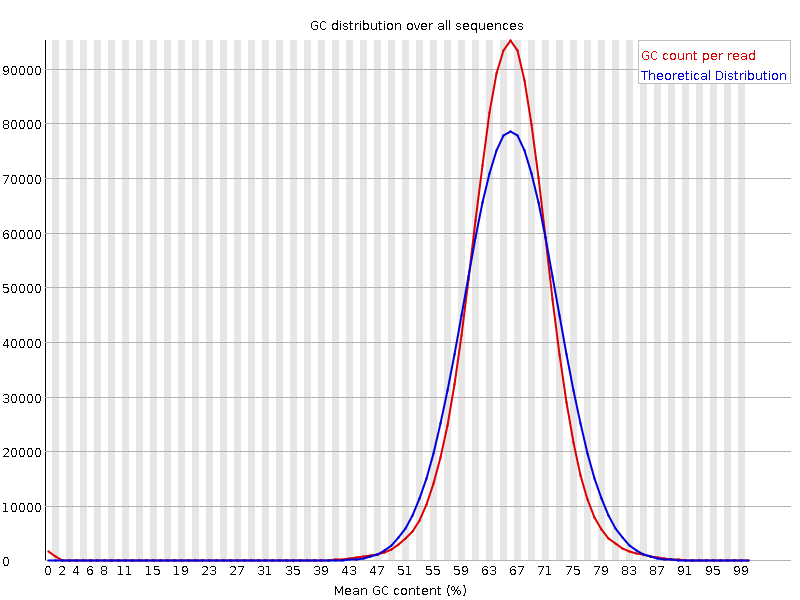 GC distribution over all sequences
GC count per read
Theoretical Distribution
90000
80000
70000
60000
50000
40000
30000
20000
10000
0
0 2 4 6 8 11 15 19 23 27 31 35 39 43 47 51 55 59 63 67 71 75 79 83 87 91 95 99
Mean GC content (%)